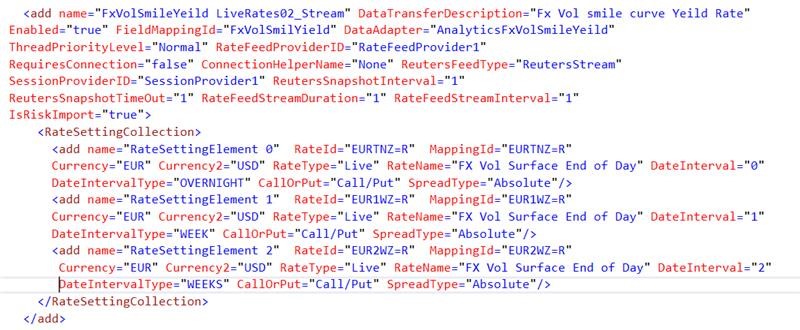 <add name="FxVolSmileYeild LiveRates02_Stream" DataTransferDescription="Fx Vol smile curve Yeild Rate"
Enabled="true" FieldMappingId="FxVolSmilYield" DataAdapter="AnalyticsFxVolSmileYeild"
ThreadPriorityLevel="Normal" RateFeedProviderID="RateFeedProvider1"
RequiresConnection="false" ConnectionHelperName="None" ReutersFeedType="ReutersStream"
SessionProviderID="SessionProvider1" ReutersSnapshotInterval="1"
ReutersSnapshotTimeOut="1" RateFeedStreamDuration="1" RateFeedStreamInterval="1"
IsRiskImport="true">
<RateSettingCollection>
<add name="RateSettingElement 0" RateId="EURTNZ=R" MappingId="EURTNZ=R"
Currency="EUR" Currency2="USD" RateType="Live" RateName="FX Vol Surface End of Day" DateInterval="0"
DateIntervalType="OVERNIGHT" CallOrPut="Call/Put" SpreadType="Absolute"/>
<add name="RateSettingElement 1" RateId="EUR1WZ=R" MappingId="EUR1WZ=R"
Currency="EUR" Currency2="USD" RateType="Live" RateName="FX Vol Surface End of Day" DateInterval="1"
DateIntervalType="WEEK" CallOrPut="Call/Put" SpreadType="Absolute"/>
<add name="RateSettingElement 2" RateId="EUR2WZ=R" MappingId="EUR2WZ=R"
Currency="EUR" Currency2="USD" RateType="Live" RateName="FX Vol Surface End of Day" DateInterval="2"
DateIntervalType="WEEKS" CallOrPut="Call/Put" SpreadType="Absolute"/>
</RateSettingCollection>
</add>